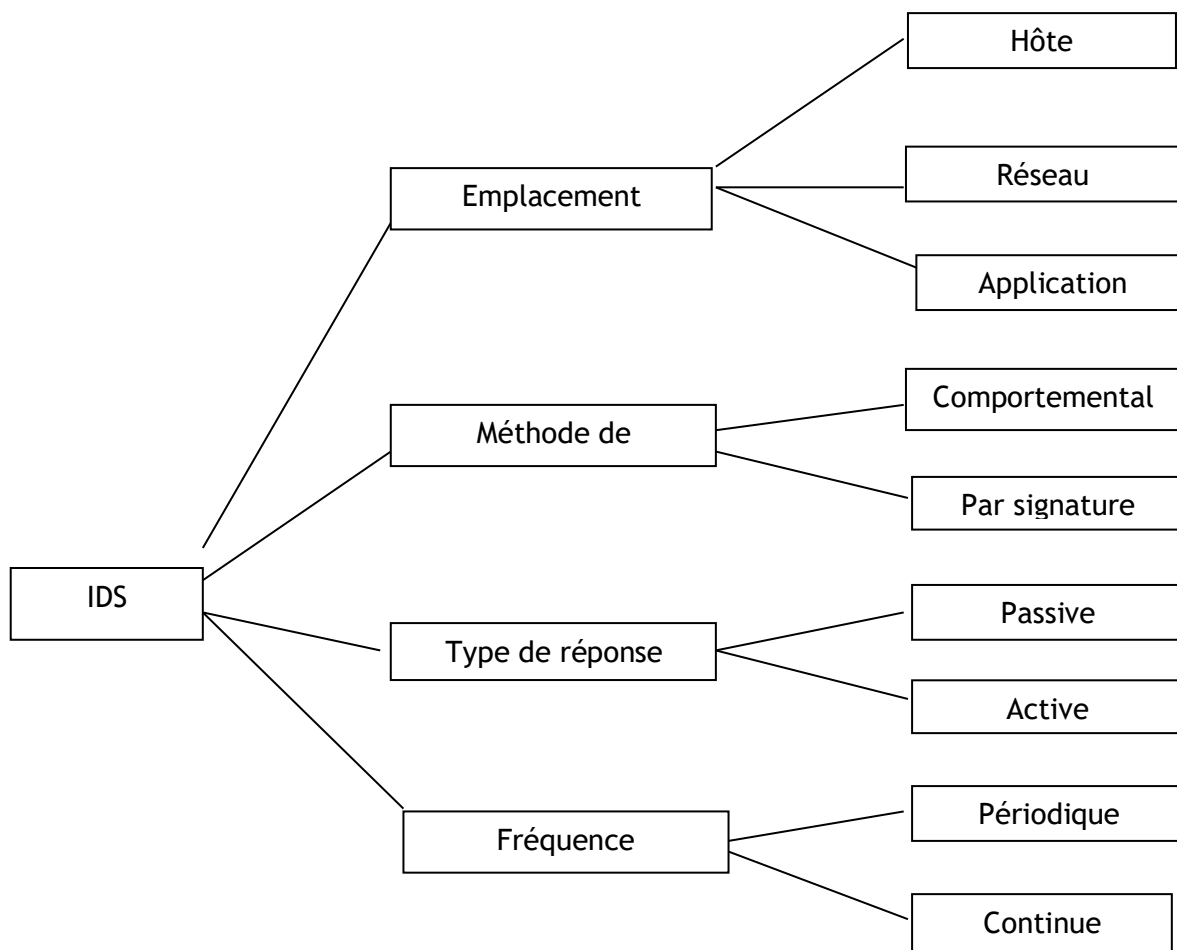 Hôte
Réseau
Emplacement
Application
Comportemental
Méthode de
Par signature
IDS
Passive
Type de réponse
Active
Périodique
Fréquence
Continue